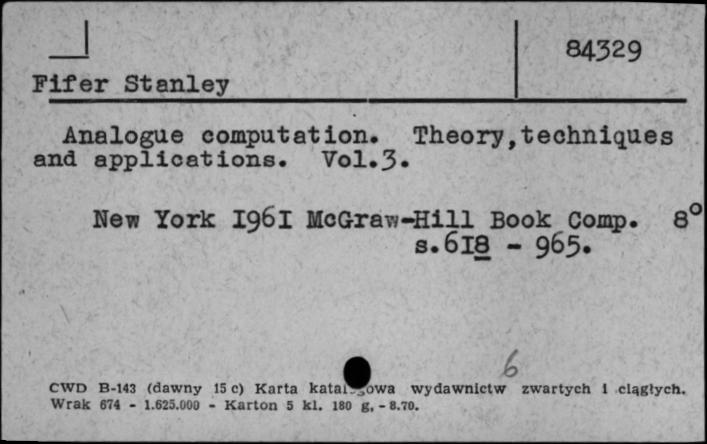 84329
Fifer Stanley
Analogue computation. Theory,techniques
and applications. Vol.3.
New York I96I McGraw-Hill Book Comp. 8°
s.6I8 - 965.
6
CWD B-143 (dawny 15 c) Karta wydawnictw zwartych i ciągłych.
Wrak 674 - 1.625.000 - Karton 5 kl. 180 g, - 8.70.